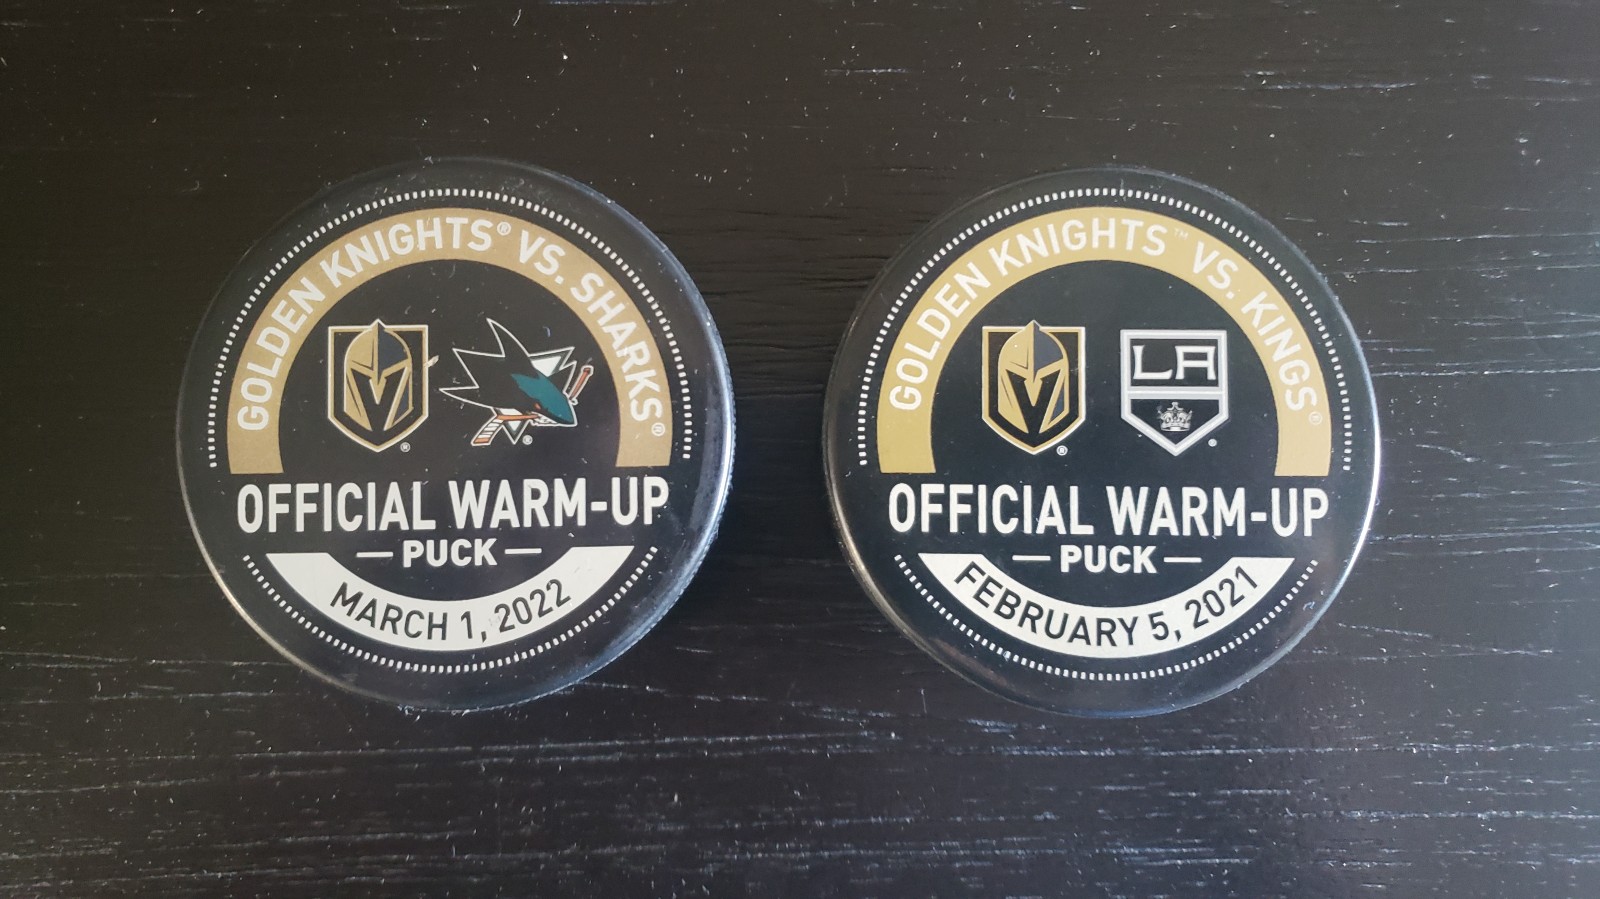 GOLDEN KNIGHTS® VS. SHARKS®
®
®
OFFICIAL WARM-UP
PUCK
MARCH 1, 2022
GOLDEN KNIGHTS™ VS. KINGS®
®
LA
®
OFFICIAL WARM-UP
PUCK
FEBRUARY 5, 2021